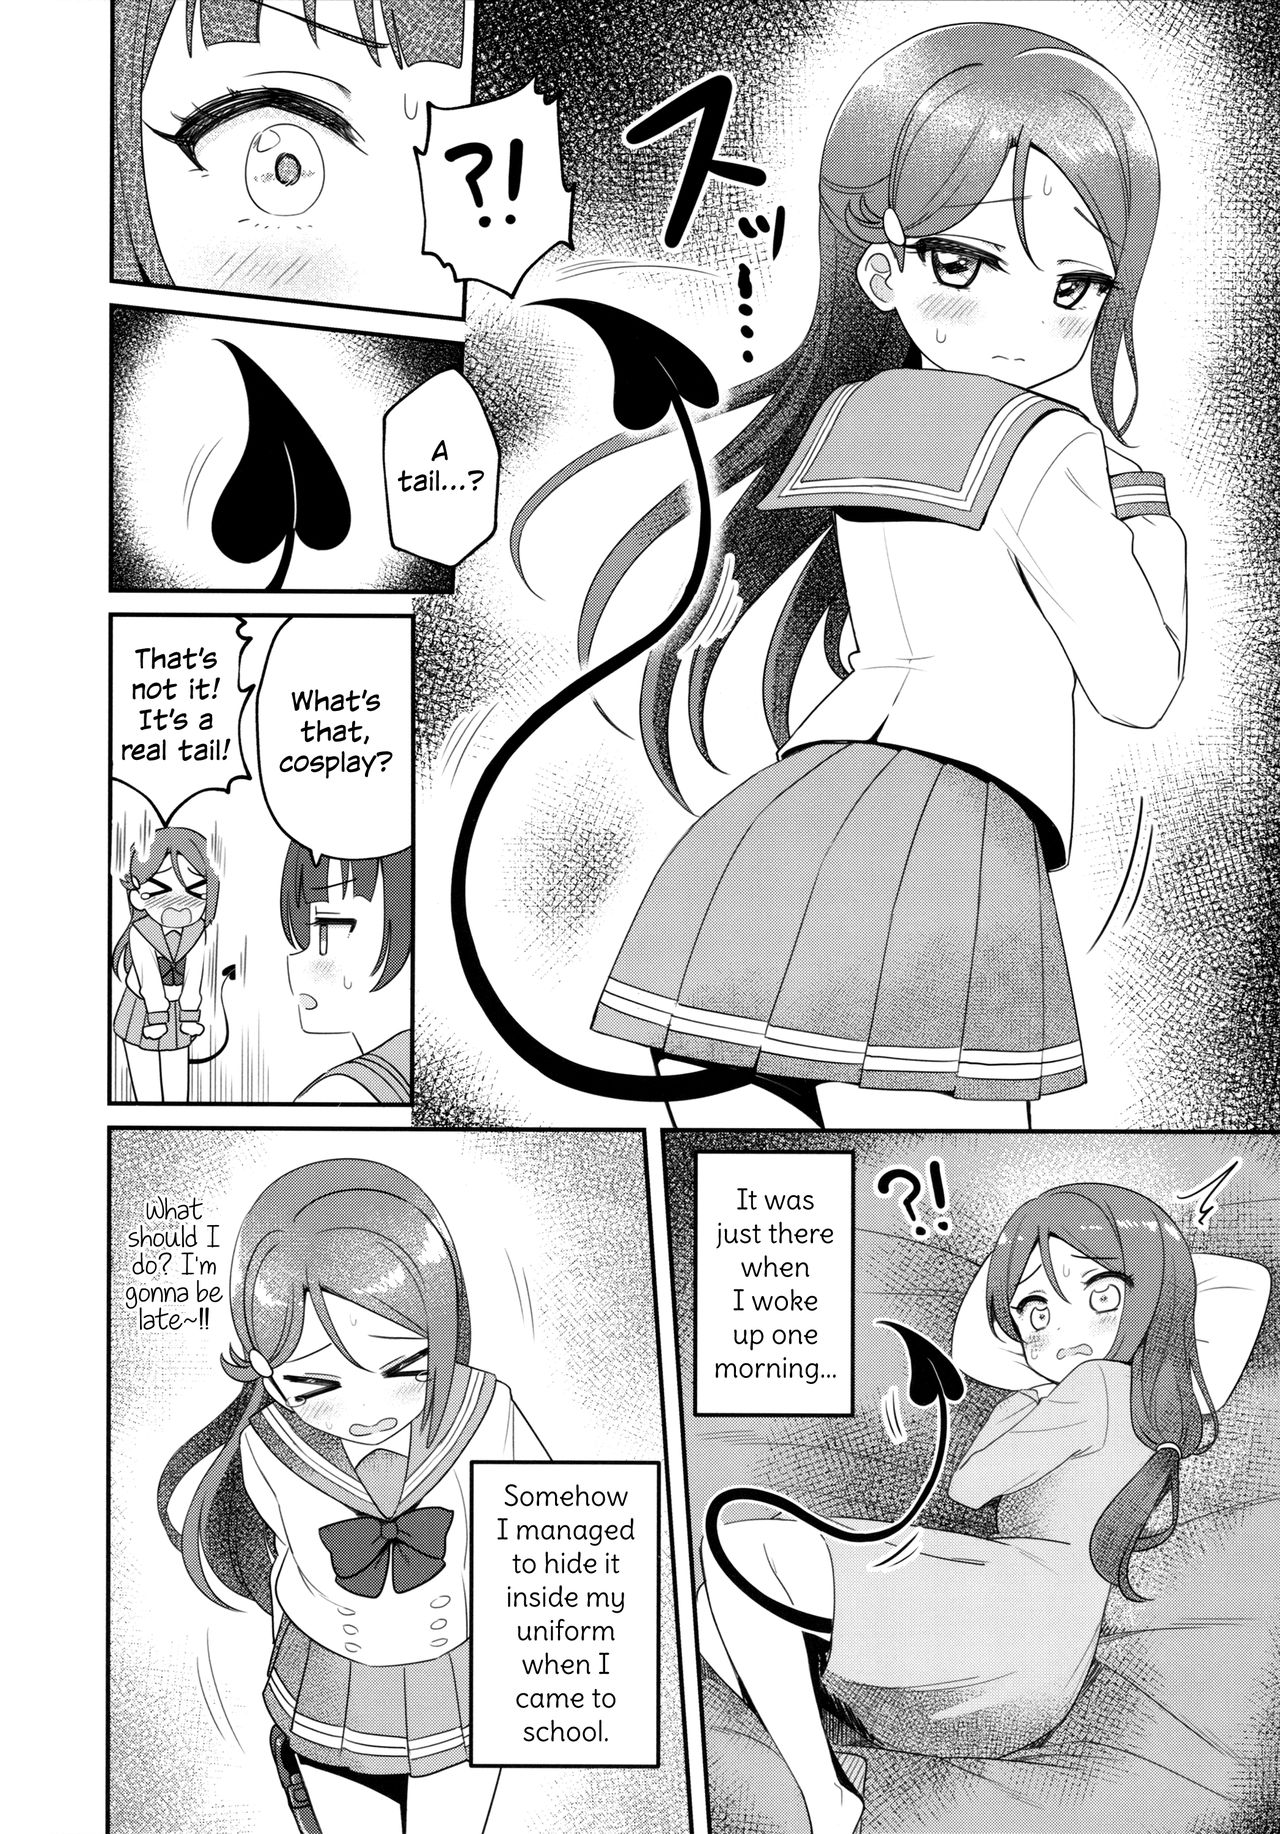 スッ…
?!
A
tail...?
What's
that,
cosplay?
That's
not it!
It's a
real tail!
It was
just there
when
I woke
up one
morning...
?!
Somehow
I managed
to hide it
inside my
uniform
when I
came to
school.
What
should I
do? I'm
gonna be
late~!!